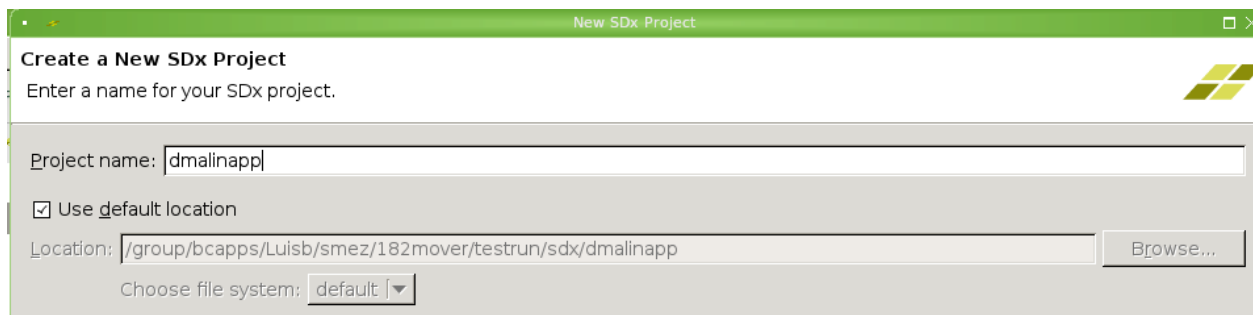 New SDx Project
Create a New SDx Project
Enter a name for your SDx project.
Project name: dmalinapp
Use default location
Location: /group/bcapps/Luisb/smez/182mover/testrun/sdx/dmalinapp Browse...
Choose file system: default